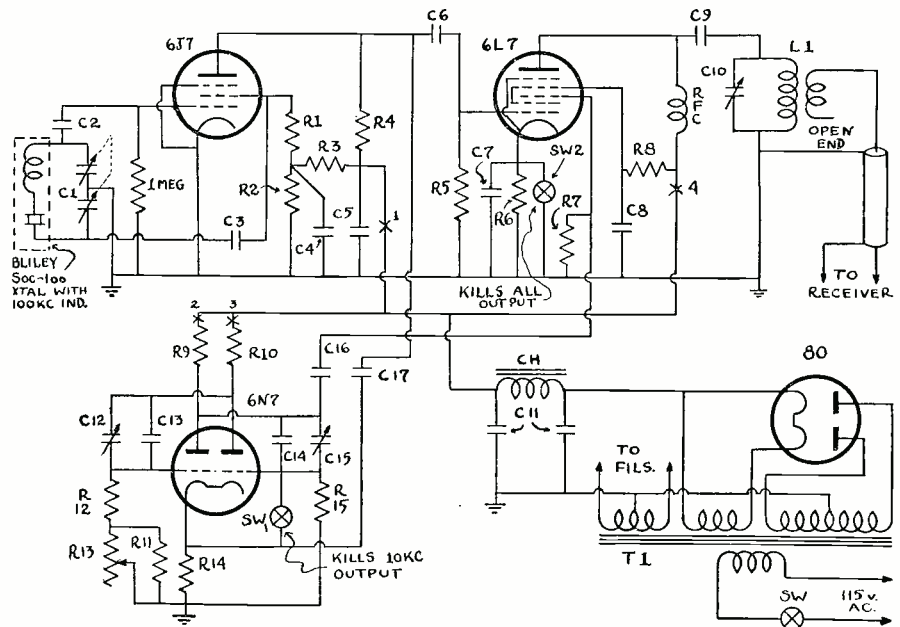 C6
C9
6J7
6L7
L1
C10
R
F
C
C2
R1
R4
OPEN
END
SW2
C7
R3
R8
C1
1 MEG
R2
R5
R6
R7
4
C3
C5
1
C8
C4
BLILEY
SOC-100
XTAL WITH
100KC IND.
KILLS ALL
OUTPUT
TO
RECEIVER
2
3
R9
R10
C16
C17
CH
80
6N7
C12
C13
C11
C14
C15
TO
FILS.
R
12
R
15
SW1
R13
R11
R14
KILLS 10KC
OUTPUT
T1
SW
115 V.
AC.